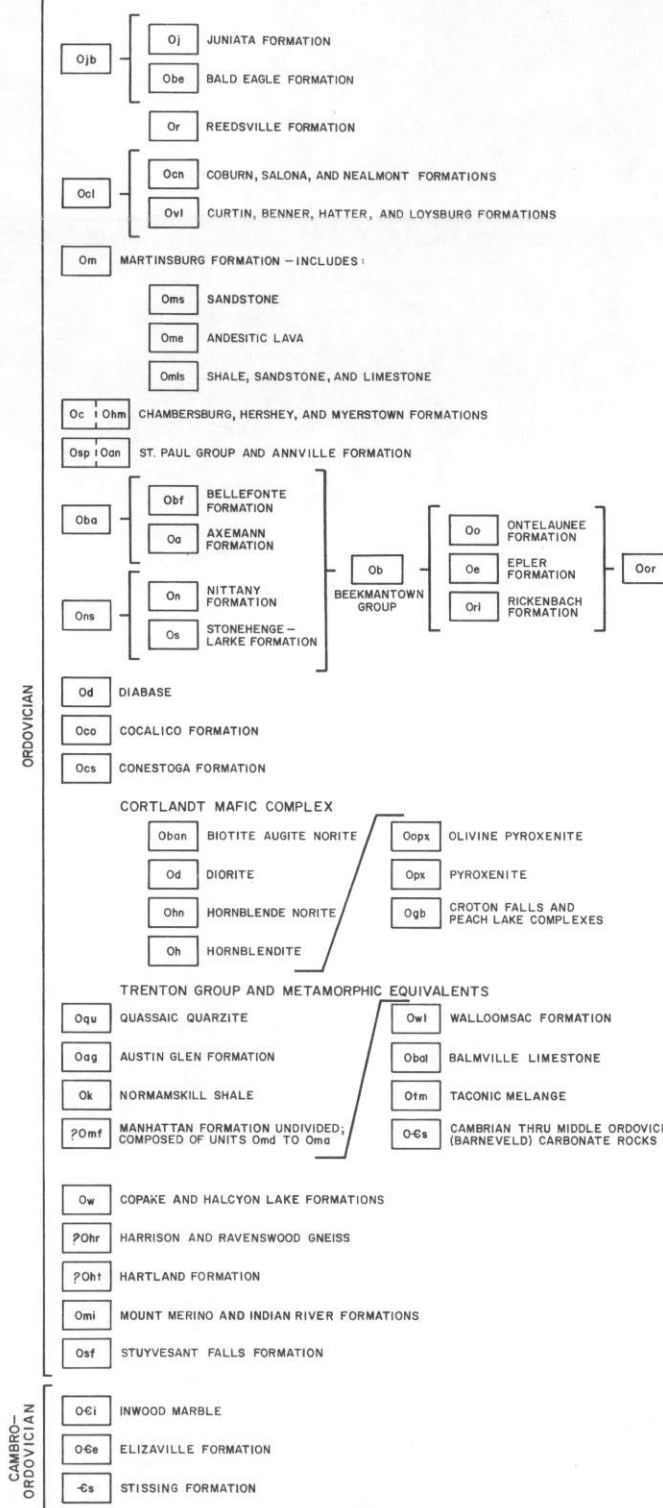 Ojb
Oj JUNIATA FORMATION
Obe BALD EAGLE FORMATION
Or REEDSVILLE FORMATION
Ocl
Ocn COBURN, SALONA, AND NEALMONT FORMATIONS
Ovl CURTIN, BENNER, HATTER, AND LOYSBURG FORMATIONS
Om MARTINSBURG FORMATION – INCLUDES:
Oms SANDSTONE
Ome ANDESITIC LAVA
Omls SHALE, SANDSTONE, AND LIMESTONE
Oc Ohm CHAMBERSBURG, HERSHEY, AND MYERSTOWN FORMATIONS
Osp Oan ST. PAUL GROUP AND ANNVILLE FORMATION
Oba
Obf BELLEFONTE
FORMATION
Oa AXEMANN
FORMATION
Ons
On NITTANY
FORMATION
Os STONEHENGE –
LARKE FORMATION
Ob
BEEKMANTOWN
GROUP
Oo ONTELAUNEE
FORMATION
Oe EPLER
FORMATION
Ori RICKENBACH
FORMATION
Oor
ORDOVICIAN
Od DIABASE
Oco COCALICO FORMATION
Ocs CONESTOGA FORMATION
CORTLANDT MAFIC COMPLEX
Oban BIOTITE AUGITE NORITE
Od DIORITE
Ohn HORNBLENDE NORITE
Oh HORNBLENDITE
Oopx OLIVINE PYROXENITE
Opx PYROXENITE
Ogb CROTON FALLS AND
PEACH LAKE COMPLEXES
TRENTON GROUP AND METAMORPHIC EQUIVALENTS
Oqu QUASSAIC QUARZITE
Oag AUSTIN GLEN FORMATION
Ok NORMAMSKILL SHALE
?Omf MANHATTAN FORMATION UNDIVIDED;
COMPOSED OF UNITS Omd TO Oma
Owl WALLOOMSAC FORMATION
Obal BALMVILLE LIMESTONE
Otm TACONIC MELANGE
O-Єs CAMBRIAN THRU MIDDLE ORDOVICI
(BARNEVELD) CARBONATE ROCKS
Ow COPAKE AND HALCYON LAKE FORMATIONS
?Ohr HARRISON AND RAVENSWOOD GNEISS
?Oht HARTLAND FORMATION
Omi MOUNT MERINO AND INDIAN RIVER FORMATIONS
Osf STUYVESANT FALLS FORMATION
CAMBRO–
ORDOVICIAN
O-Єi INWOOD MARBLE
O-Єe ELIZAVILLE FORMATION
-Єs STISSING FORMATION